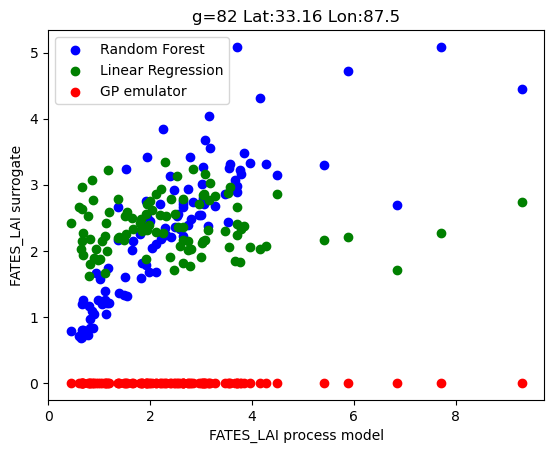 g=82 Lat:33.16 Lon:87.5
Random Forest
Linear Regression
GP emulator
FATES_LAI surrogate
5
4
3
2
1
0
0 2 4 6 8
FATES_LAI process model